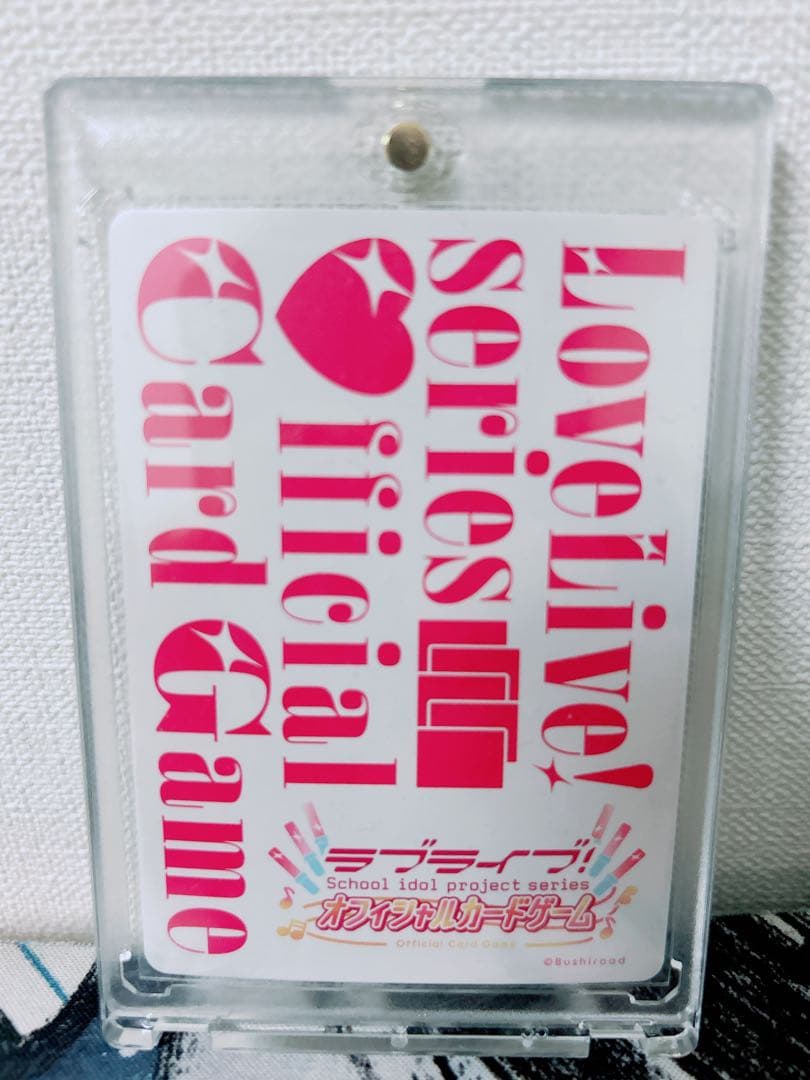 LoveLive!
series
Official
Card Game
ラブライブ!
School idol project series
オフィシャルカードゲーム
Official Card Game
©Bushiroad